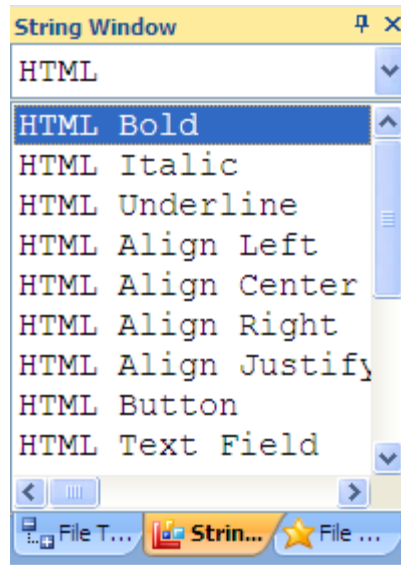 String Window
HTML
HTML Bold
HTML Italic
HTML Underline
HTML Align Left
HTML Align Center
HTML Align Right
HTML Align Justify
HTML Button
HTML Text Field
File T... Strin... File ...